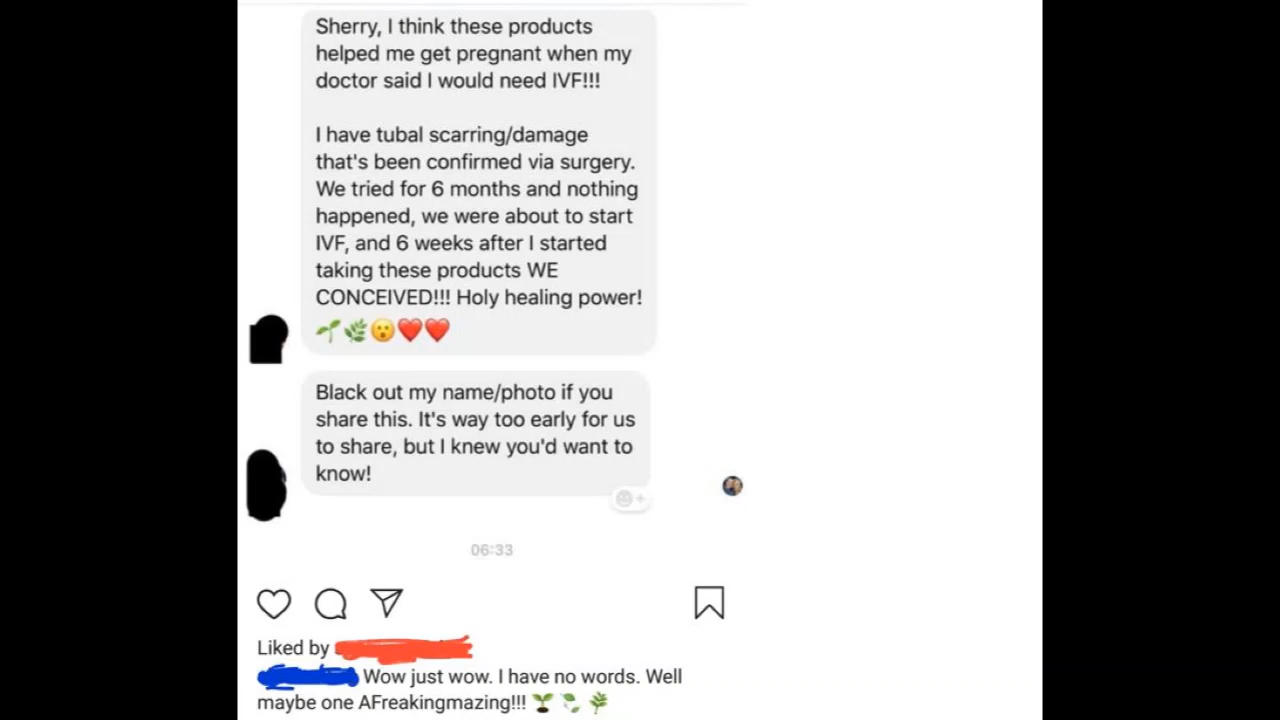 Sherry, I think these products
helped me get pregnant when my
doctor said I would need IVF!!!
I have tubal scarring/damage
that's been confirmed via surgery.
We tried for 6 months and nothing
happened, we were about to start
IVF, and 6 weeks after I started
taking these products WE
CONCEIVED!!! Holy healing power!
🌱🌿😮❤️❤️
Black out my name/photo if you
share this. It's way too early for us
to share, but I knew you'd want to
know!
06:33
Liked by
Wow just wow. I have no words. Well
maybe one AFreakingmazing!!! 🌱🍃🌿